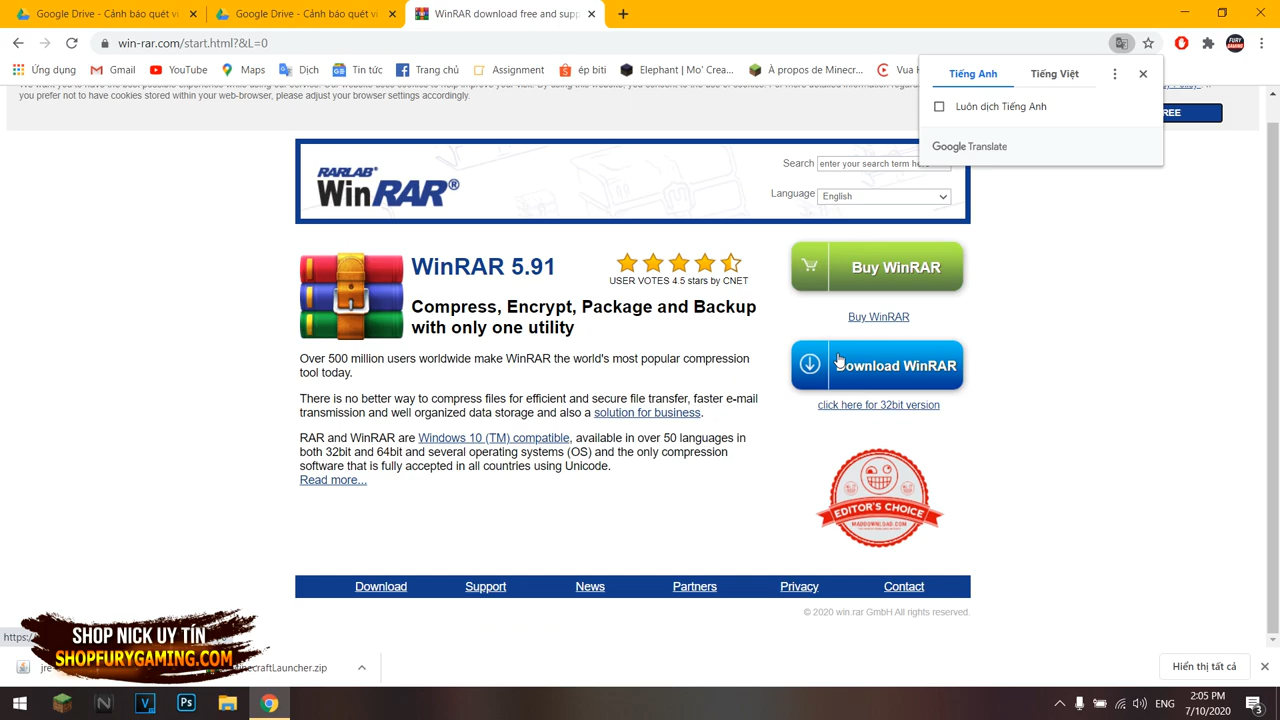 Google Drive - Cảnh báo quét vi
Google Drive - Cảnh báo quét vi
WinRAR download free and supp
win-rar.com/start.html?&L=0
Ứng dụng
Gmail
YouTube
Maps
Dịch
Tin tức
Trang chủ
Assignment
ép biti
Elephant | Mo' Crea...
À propos de Minecr...
Vua
Tiếng Anh
Tiếng Việt
Luôn dịch Tiếng Anh
Google Translate
you prefer not to have cookies stored within your web-browser, please adjust your browser settings accordingly.
REE
RARLAB®
WinRAR®
Search
enter your search term here
Language
English
WinRAR 5.91
USER VOTES 4.5 stars by CNET
Compress, Encrypt, Package and Backup
with only one utility
Over 500 million users worldwide make WinRAR the world's most popular compression
tool today.
There is no better way to compress files for efficient and secure file transfer, faster e-mail
transmission and well organized data storage and also a solution for business.
RAR and WinRAR are Windows 10 (TM) compatible, available in over 50 languages in
both 32bit and 64bit and several operating systems (OS) and the only compression
software that is fully accepted in all countries using Unicode.
Read more...
Buy WinRAR
Buy WinRAR
Download WinRAR
click here for 32bit version
EDITOR'S CHOICE
Download
Support
News
Partners
Privacy
Contact
© 2020 win.rar GmbH All rights reserved.
https:/
SHOP NICK UY TÍN
SHOPFURYGAMING.COM
jre-
necraftLauncher.zip
Hiển thị tất cả
N
V
Ps
ENG
2:05 PM
7/10/2020
3